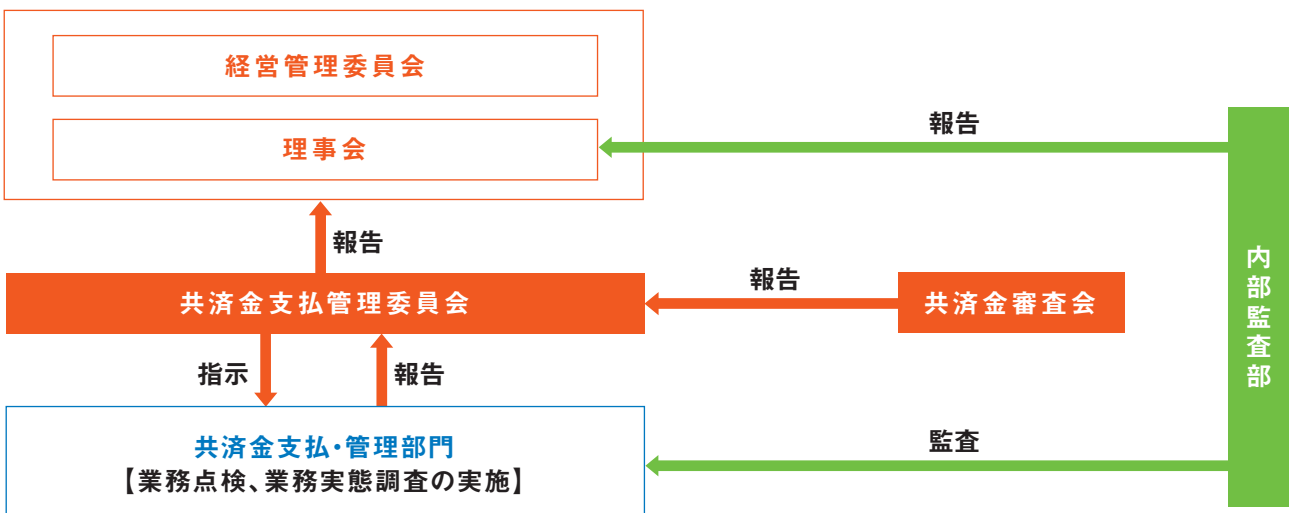 経営管理委員会
理事会
報告
報告
共済金支払管理委員会
報告
共済金審査会
内部監査部
指示
報告
共済金支払・管理部門
【業務点検、業務実態調査の実施】
監査